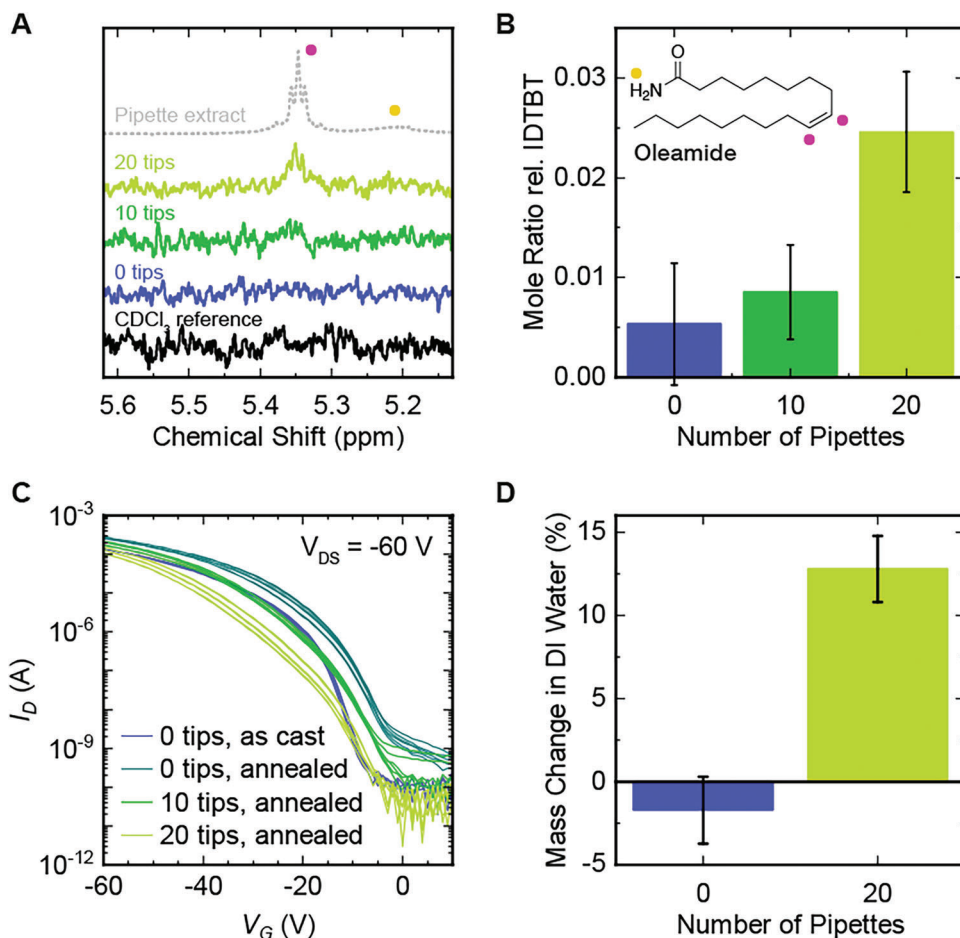 A
Pipette extract
20 tips
10 tips
0 tips
CDCl3 reference
5.6 5.5 5.4 5.3 5.2
Chemical Shift (ppm)
B
Mole Ratio rel. IDTBT
0.03
0.02
0.01
0.00
O
H2N
Oleamide
0 10 20
Number of Pipettes
C
ID (A)
10-3
10-6
10-9
10-12
VDS = -60 V
0 tips, as cast
0 tips, annealed
10 tips, annealed
20 tips, annealed
-60 -40 -20 0
VG (V)
D
Mass Change in DI Water (%)
15
10
5
0
-5
0 20
Number of Pipettes